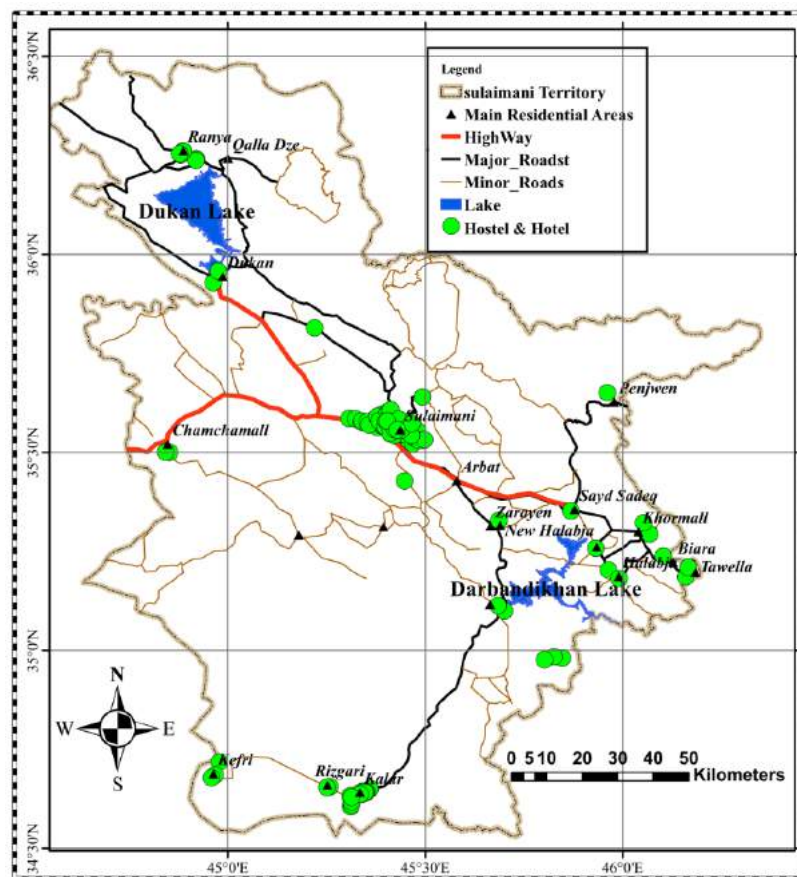 Legend
sulaimani Territory
Main Residential Areas
HighWay
Major_Roadst
Minor_Roads
Lake
Hostel & Hotel
36°30'N
36°0'N
35°30'N
35°0'N
34°30'N
Ranya
Qalla Dze
Dukan Lake
Dukan
Penjwen
Sulaimani
Chamchamall
Arbat
Sayd Sadeq
Zarayen
New Halabja
Khormall
Biara
Halabja
Tawella
Darbandikhan Lake
N
W E
S
Kefrl
Rizgari
Kalar
0 5 10 20 30 40 50
Kilometers
45°0'E
45°30'E
46°0'E